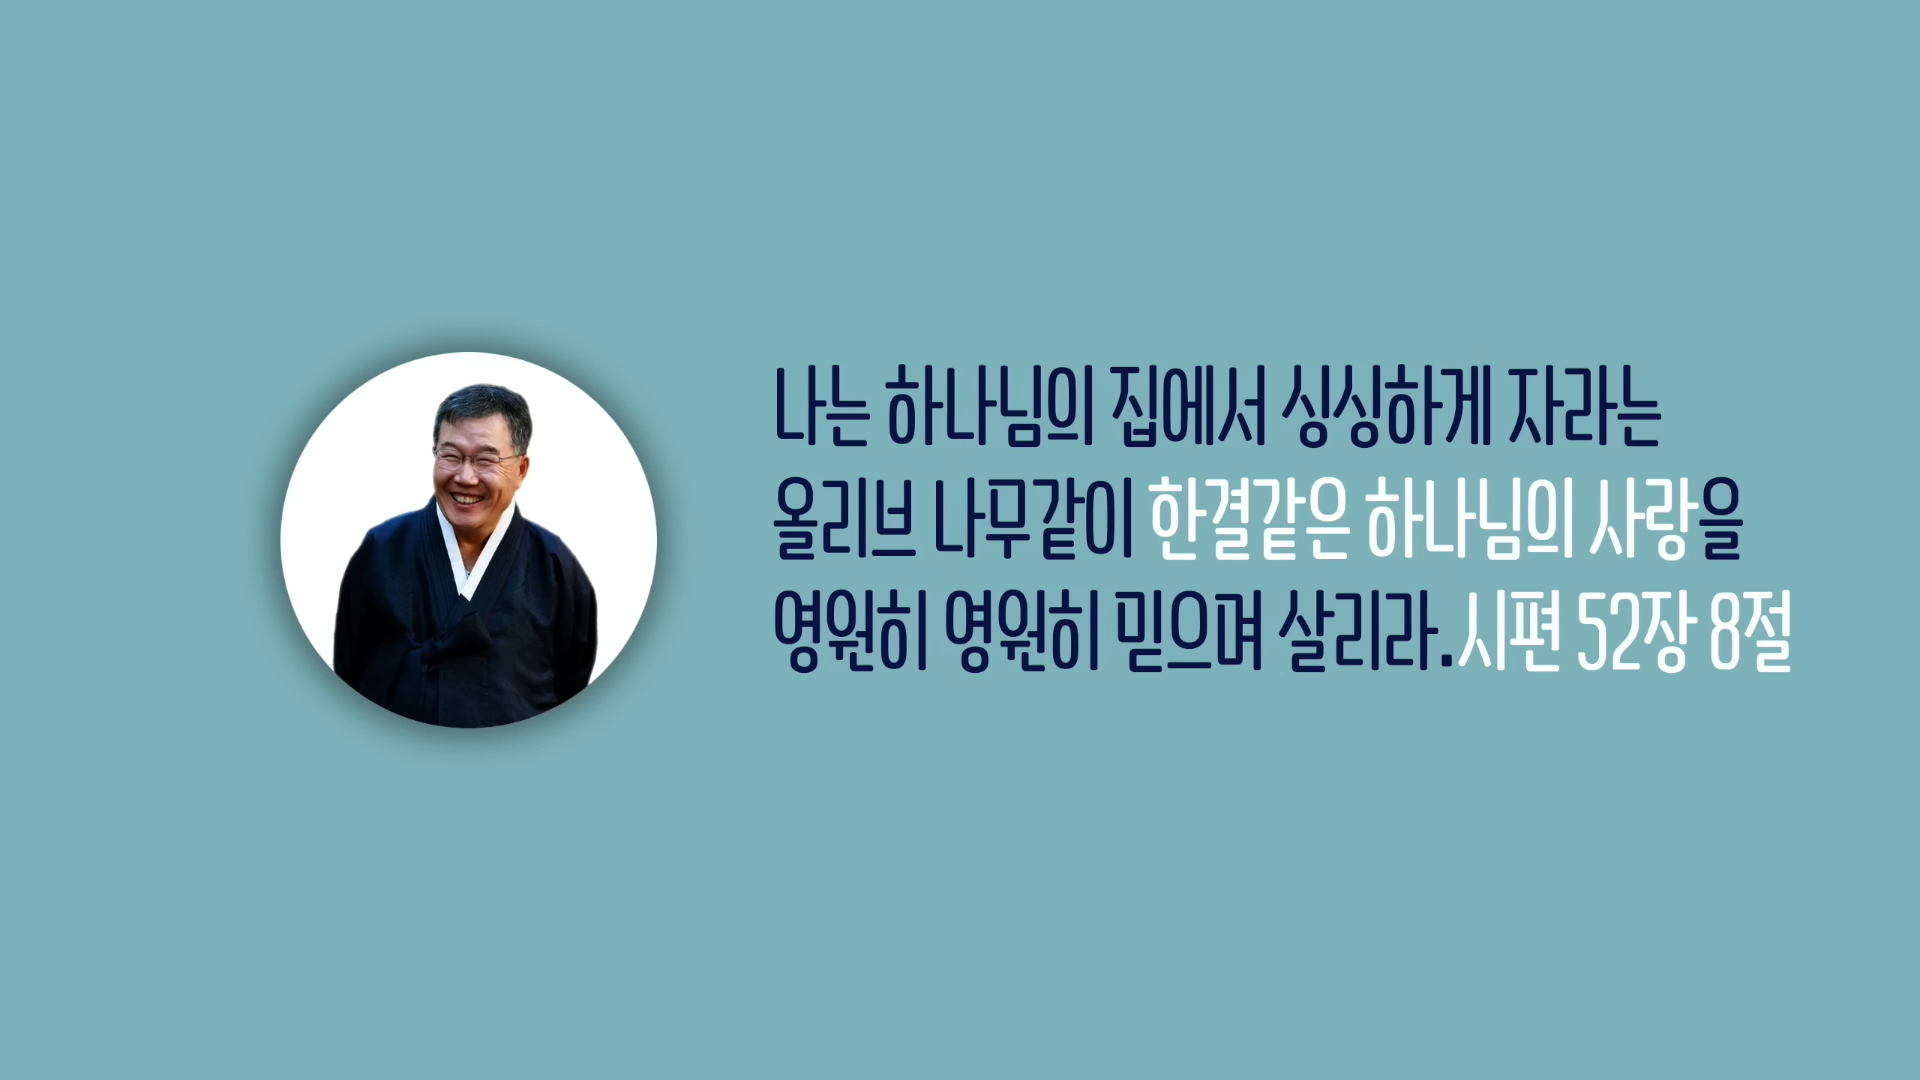 나는 하나님의 집에서 싱싱하게 자라는
올리브 나무같이 한결같은 하나님의 사랑을
영원히 영원히 믿으며 살리라.시편 52장 8절